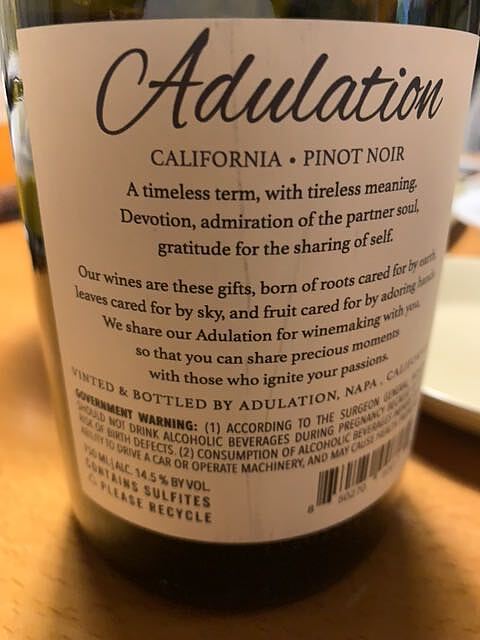 Adulation
CALIFORNIA • PINOT NOIR
A timeless term, with tireless meaning.
Devotion, admiration of the partner soul,
gratitude for the sharing of self.
Our wines are these gifts, born of roots cared for by earth,
leaves cared for by sky, and fruit cared for by adoring hands.
We share our Adulation for winemaking with you,
so that you can share precious moments
with those who ignite your passions.
VINTED & BOTTLED BY ADULATION, NAPA, CALIFO
GOVERNMENT WARNING: (1) ACCORDING TO THE SURGEON GENERAL,
SHOULD NOT DRINK ALCOHOLIC BEVERAGES DURING PREGNANCY
RISK OF BIRTH DEFECTS. (2) CONSUMPTION OF ALCOHOLIC BEVERAGES
ABILITY TO DRIVE A CAR OR OPERATE MACHINERY, AND MAY CAUSE
750 ML | ALC. 14.5 % BY VOL.
CONTAINS SULFITES
PLEASE RECYCLE
8 50270